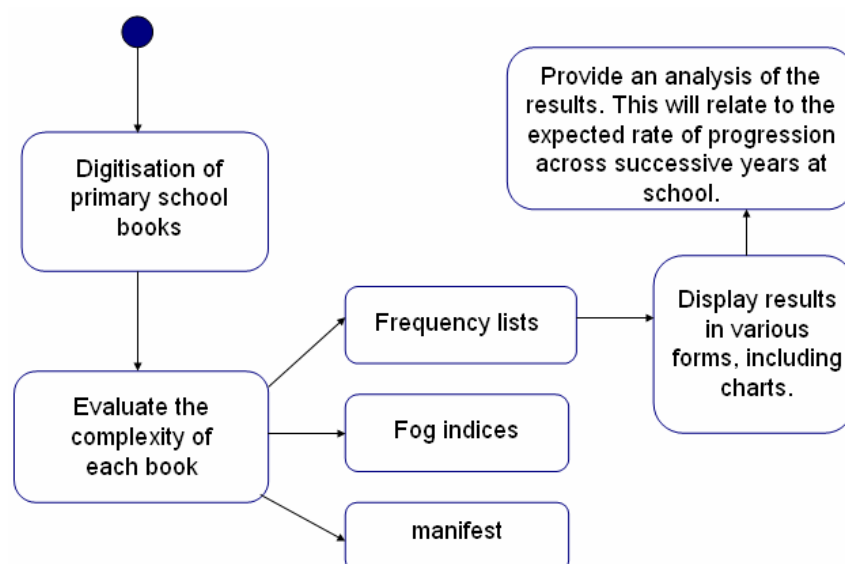 Digitisation of
primary school
books
Evaluate the
complexity of
each book
Frequency lists
Fog indices
manifest
Display results
in various
forms, including
charts.
Provide an analysis of the
results. This will relate to the
expected rate of progression
across successive years at
school.